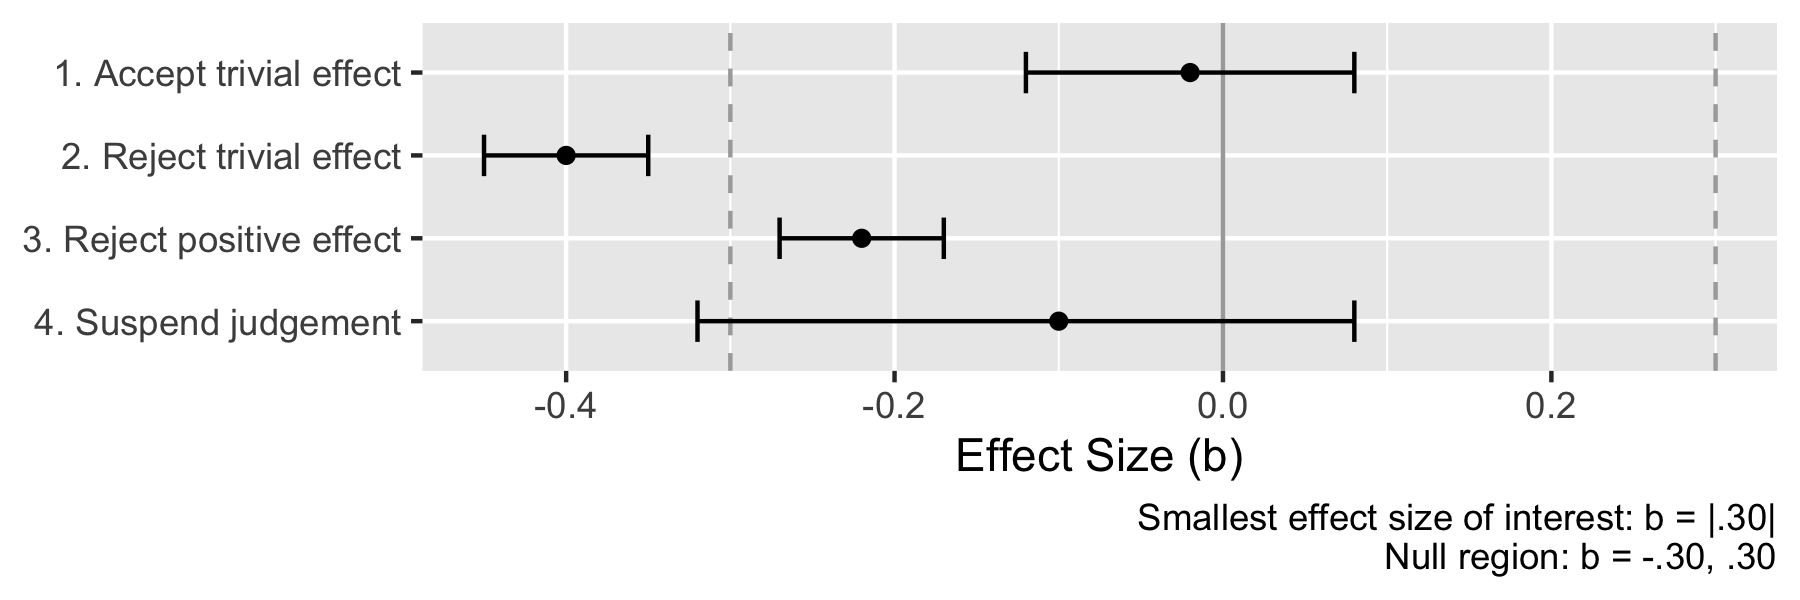 1. Accept trivial effect
2. Reject trivial effect
3. Reject positive effect
4. Suspend judgement
-0.4 -0.2 0.0 0.2
Effect Size (b)
Smallest effect size of interest: b = |.30|
Null region: b = -.30, .30